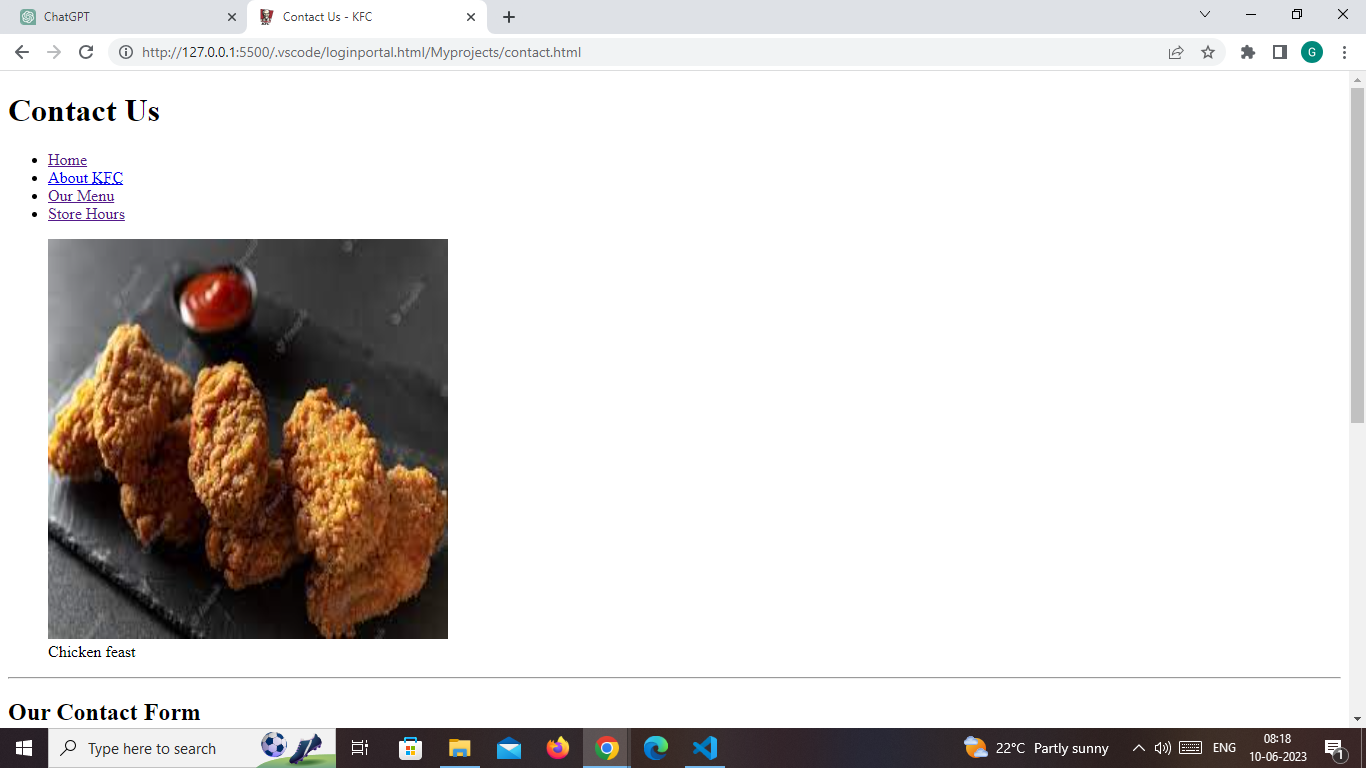 ChatGPT
Contact Us - KFC
http://127.0.0.1:5500/.vscode/loginportal.html/Myprojects/contact.html
G
Contact Us
Home
About KFC
Our Menu
Store Hours
Chicken feast
Our Contact Form
Type here to search
22°C Partly sunny
ENG
08:18
10-06-2023
1